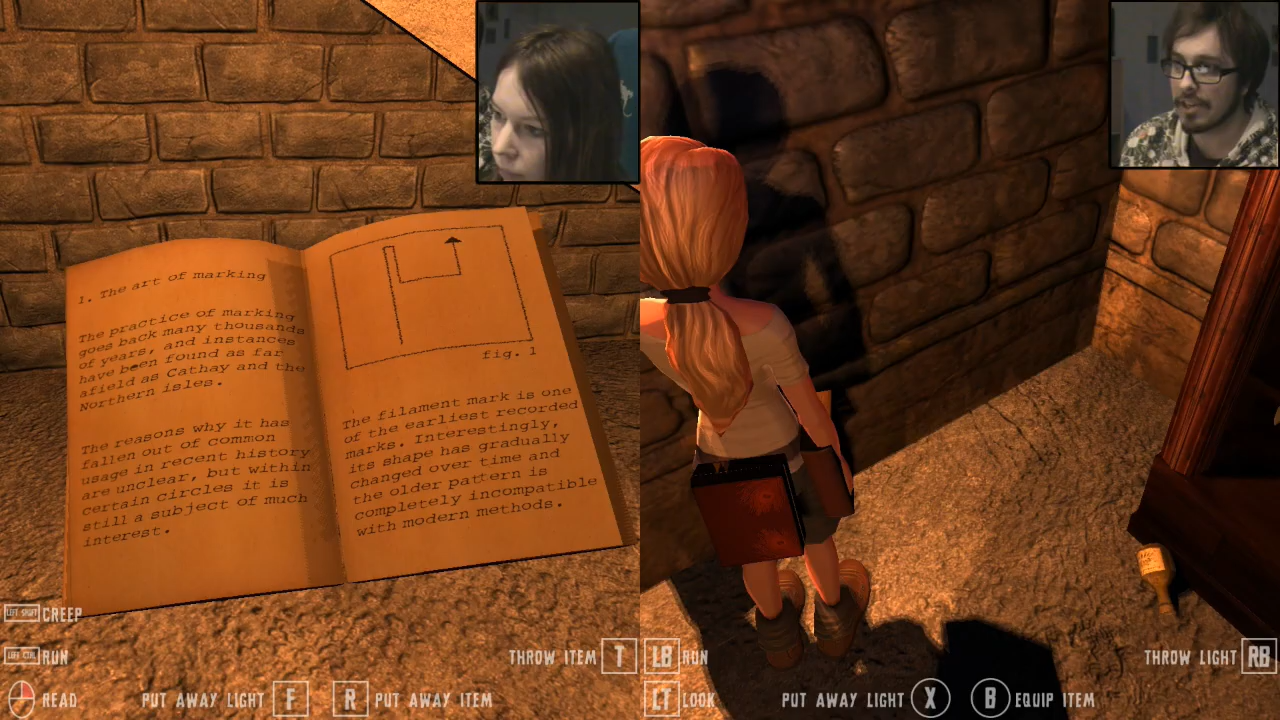 1. The art of marking
The practice of marking
goes back many thousands
of years, and instances
have been found as far
afield as Cathay and the
Northern isles.
The reasons why it has
fallen out of common
usage in recent history
are unclear, but within
certain circles it is
still a subject of much
interest.
fig. 1
The filament mark is one
of the earliest recorded
marks. Interestingly,
its shape has gradually
changed over time and
the older pattern is
completely incompatible
with modern methods.
LEFT SHIFT CREEP
LEFT CTRL RUN
THROW ITEM T
READ
PUT AWAY LIGHT F
R PUT AWAY ITEM
LB RUN
THROW LIGHT RB
LT LOOK
PUT AWAY LIGHT X
B EQUIP ITEM